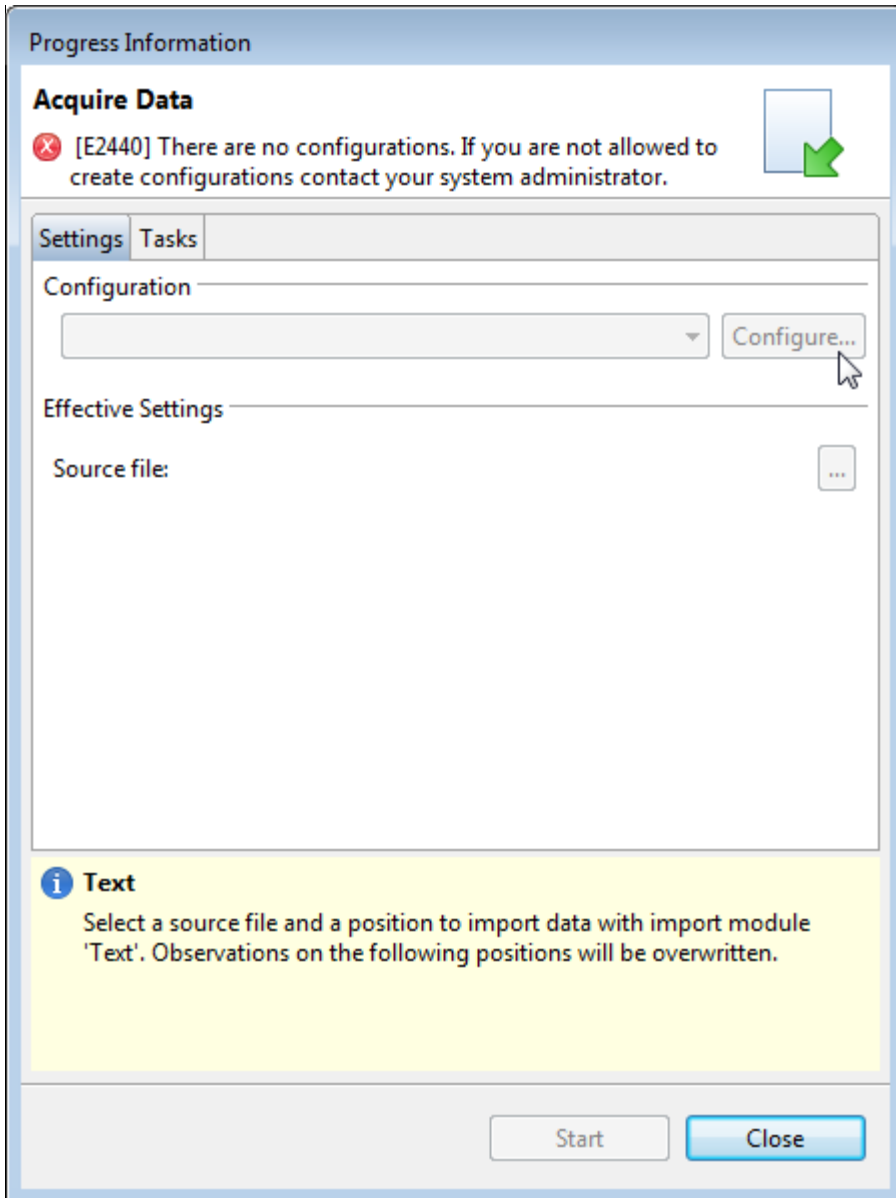 Progress Information
Acquire Data
[E2440] There are no configurations. If you are not allowed to
create configurations contact your system administrator.
Settings Tasks
Configuration
Configure...
Effective Settings
Source file:
...
Text
Select a source file and a position to import data with import module
'Text'. Observations on the following positions will be overwritten.
Start Close